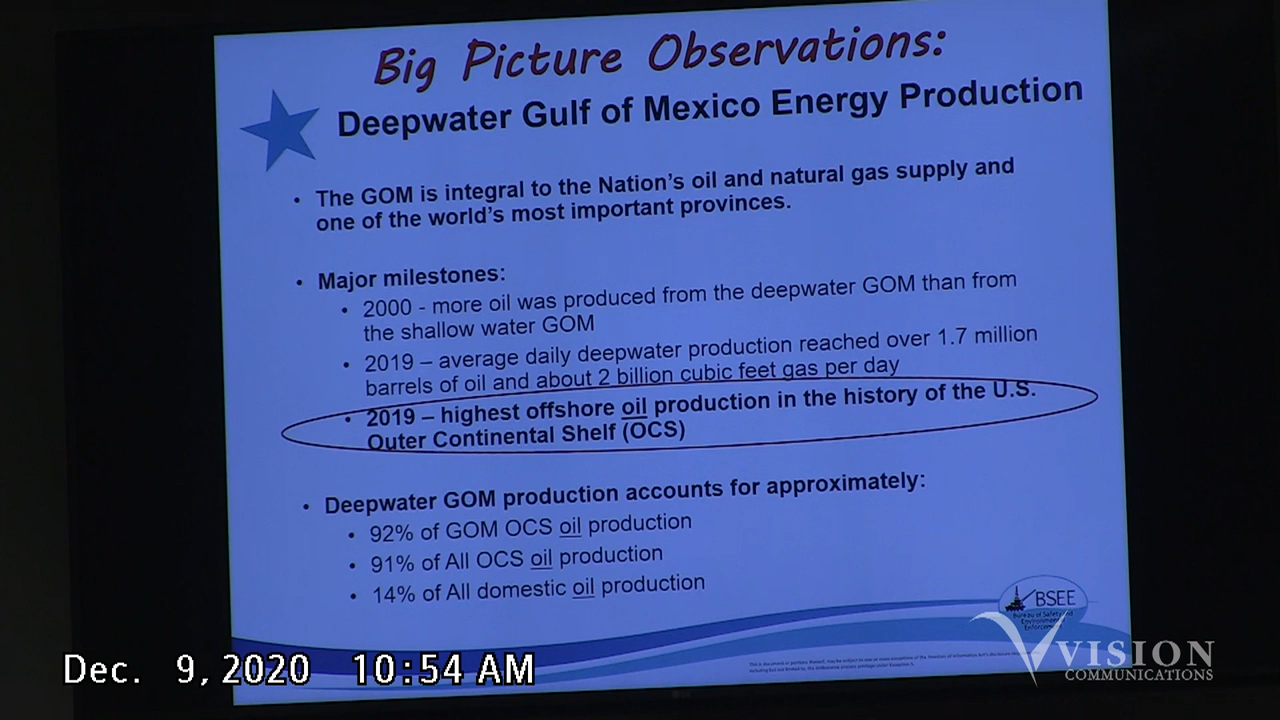 Big Picture Observations:
Deepwater Gulf of Mexico Energy Production
• The GOM is integral to the Nation's oil and natural gas supply and
one of the world's most important provinces.
• Major milestones:
• 2000 - more oil was produced from the deepwater GOM than from
the shallow water GOM
• 2019 – average daily deepwater production reached over 1.7 million
barrels of oil and about 2 billion cubic feet gas per day
• 2019 – highest offshore oil production in the history of the U.S.
Outer Continental Shelf (OCS)
• Deepwater GOM production accounts for approximately:
• 92% of GOM OCS oil production
• 91% of All OCS oil production
• 14% of All domestic oil production
BSEE
Bureau of Safety and
Environmental
Enforcement
VISION
COMMUNICATIONS
Dec. 9, 2020 10:54 AM